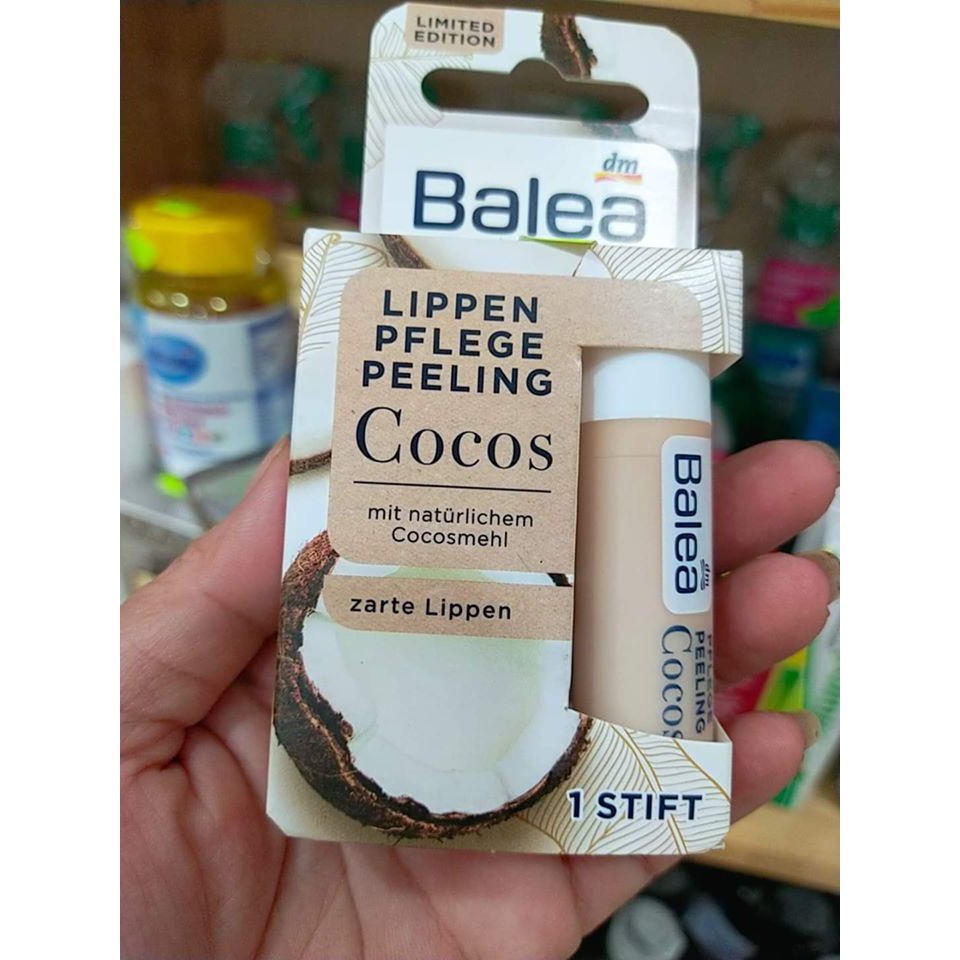 LIMITED
EDITION
dm
Balea
LIPPEN
PFLEGE
PEELING
Cocos
mit natürlichem
Cocosmehl
zarte Lippen
1 STIFT
Balea
dm
PFLEGE
PEELING
Cocos